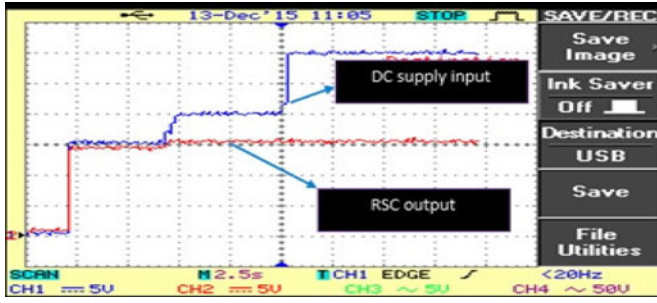 13-Dec'15 11:05 STOP SAVE/REC
Save
Image
DC supply input
Ink Saver
Off
Destination
USB
RSC output
Save
File
Utilities
SCAN M 2.5s T CH1 EDGE <20Hz
CH1 5V CH2 5V CH3 ~ 5V CH4 ~ 50V